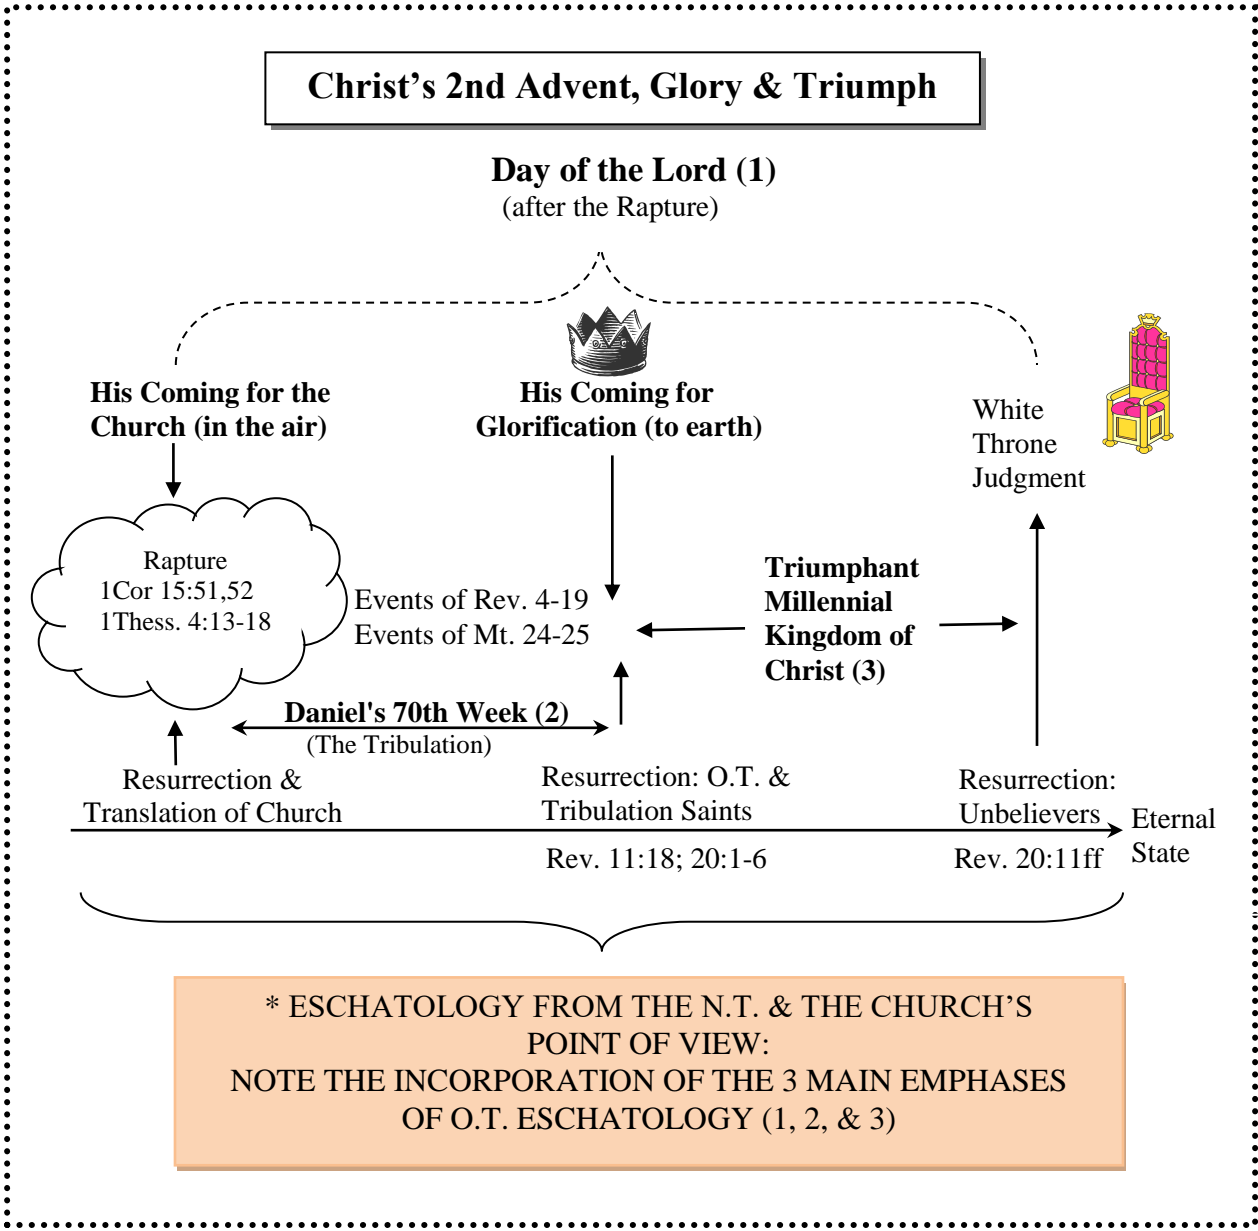 Christ’s 2nd Advent, Glory & Triumph
Day of the Lord (1)
(after the Rapture)
His Coming for the
Church (in the air)
His Coming for
Glorification (to earth)
White
Throne
Judgment
Rapture
1Cor 15:51,52
1Thess. 4:13-18
Events of Rev. 4-19
Events of Mt. 24-25
Triumphant
Millennial
Kingdom of
Christ (3)
Daniel's 70th Week (2)
(The Tribulation)
Resurrection &
Translation of Church
Resurrection: O.T. &
Tribulation Saints
Resurrection:
Unbelievers
Eternal
State
Rev. 11:18; 20:1-6
Rev. 20:11ff
* ESCHATOLOGY FROM THE N.T. & THE CHURCH’S
POINT OF VIEW:
NOTE THE INCORPORATION OF THE 3 MAIN EMPHASES
OF O.T. ESCHATOLOGY (1, 2, & 3)